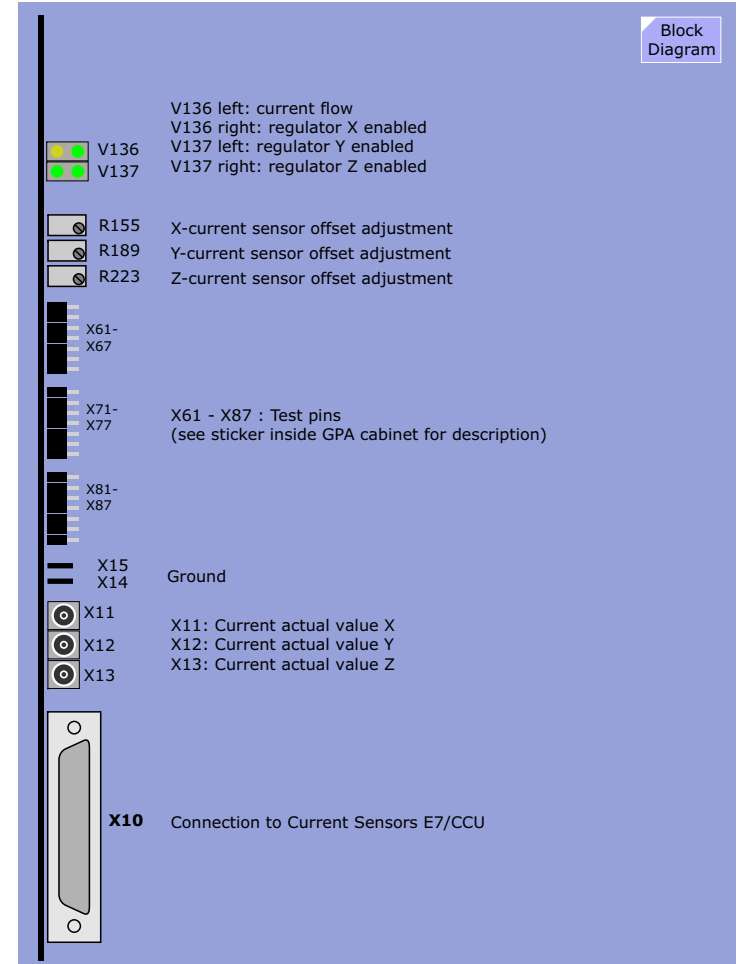 Block
Diagram
V136 left: current flow
V136 right: regulator X enabled
V136
V137 left: regulator Y enabled
V137
V137 right: regulator Z enabled
R155
X-current sensor offset adjustment
R189
Y-current sensor offset adjustment
R223
Z-current sensor offset adjustment
X61-
X67
X71-
X77
X61 - X87 : Test pins
(see sticker inside GPA cabinet for description)
X81-
X87
X15
X14
Ground
X11
X11: Current actual value X
X12
X12: Current actual value Y
X13
X13: Current actual value Z
X10
Connection to Current Sensors E7/CCU